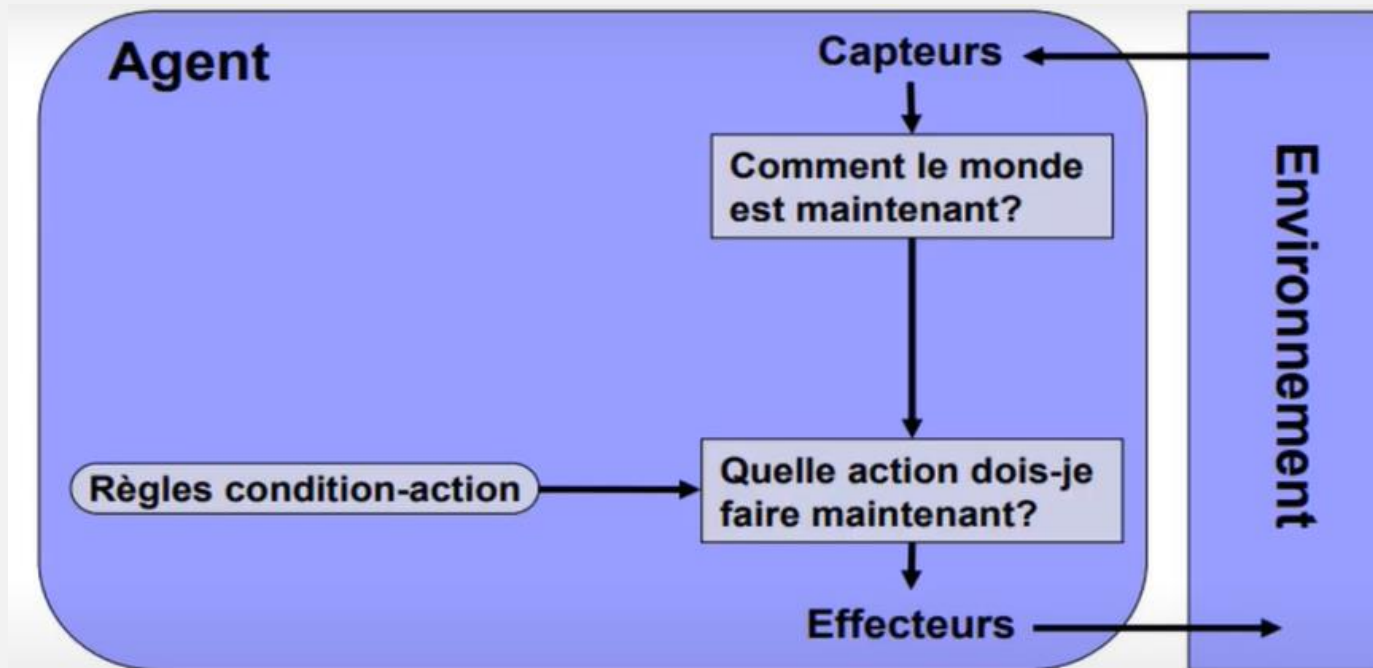 Agent
Capteurs
Comment le monde
est maintenant?
Environnement
Règles condition-action
Quelle action dois-je
faire maintenant?
Effecteurs